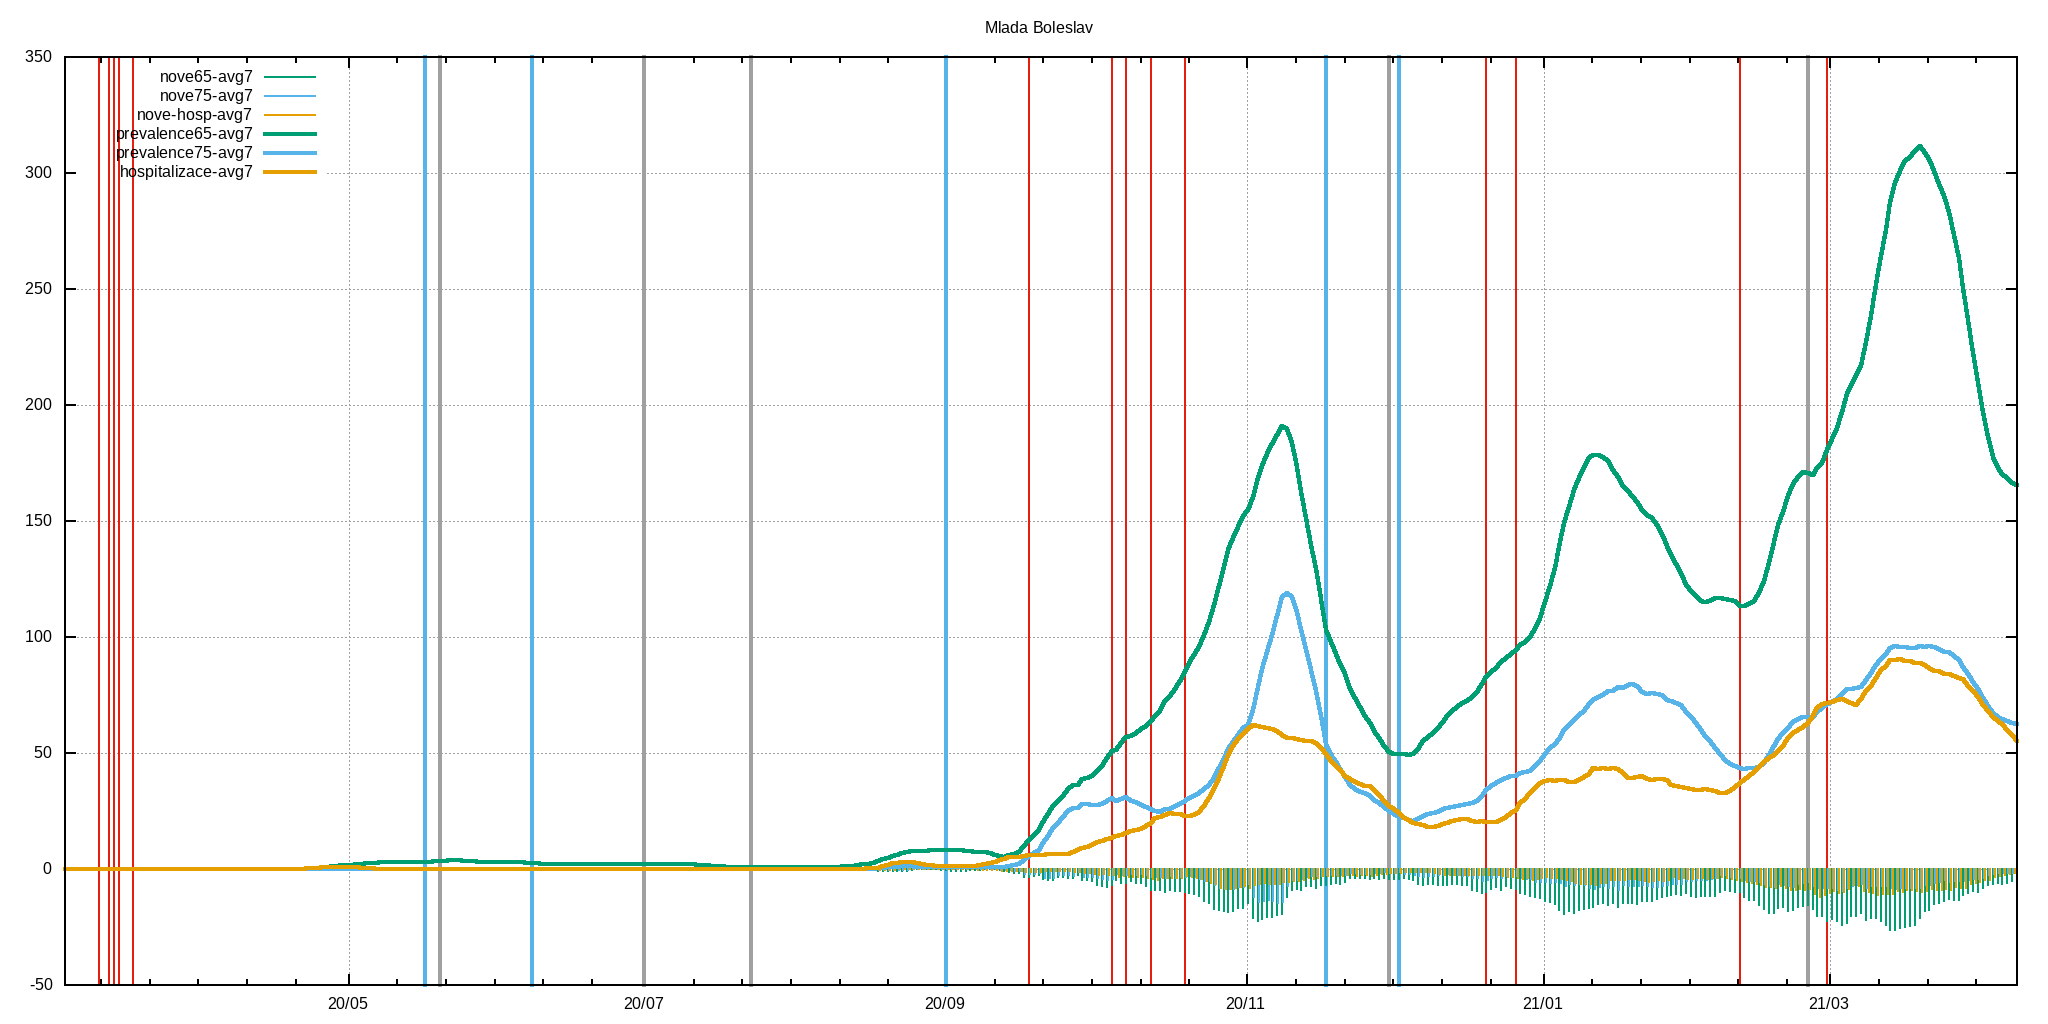 Mlada Boleslav
350
300
250
200
150
100
50
0
-50
nove65-avg7
nove75-avg7
nove-hosp-avg7
prevalence65-avg7
prevalence75-avg7
hospitalizace-avg7
20/05 20/07 20/09 20/11 21/01 21/03